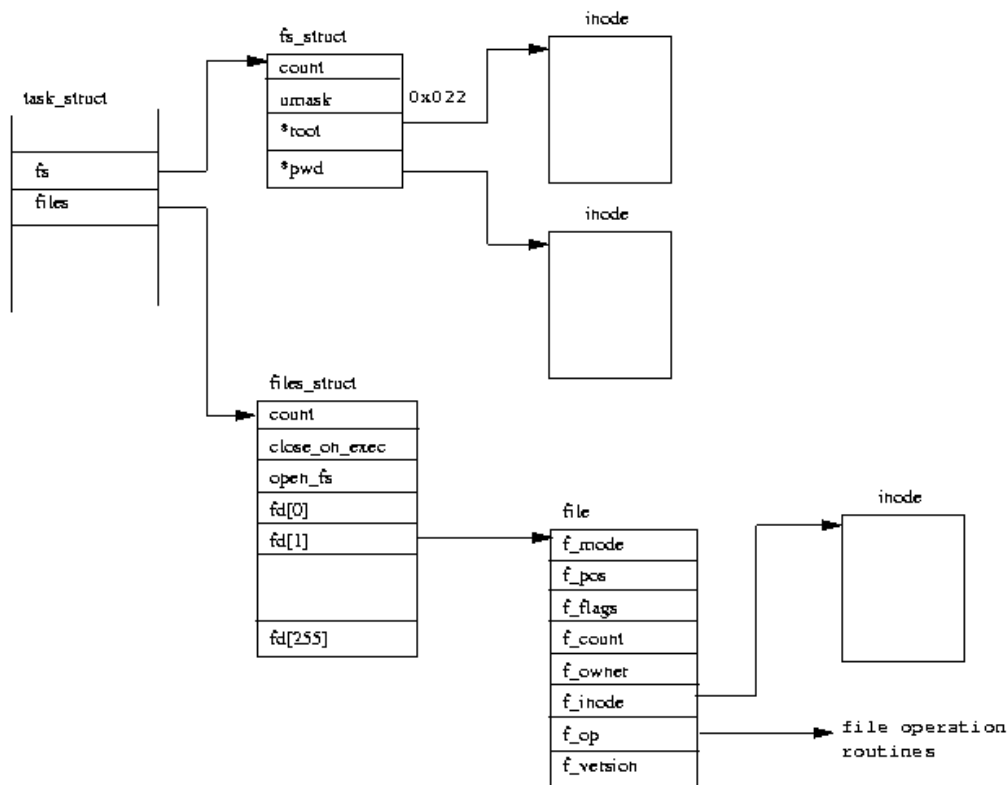 inode
fs_struct
count
umask
0x022
*root
*pwd
task_struct
fs
files
inode
files_struct
count
close_on_exec
open_fs
fd[0]
fd[1]
fd[255]
file
f_mode
f_pos
f_flags
f_count
f_owner
f_inode
f_op
f_version
inode
file operation
routines